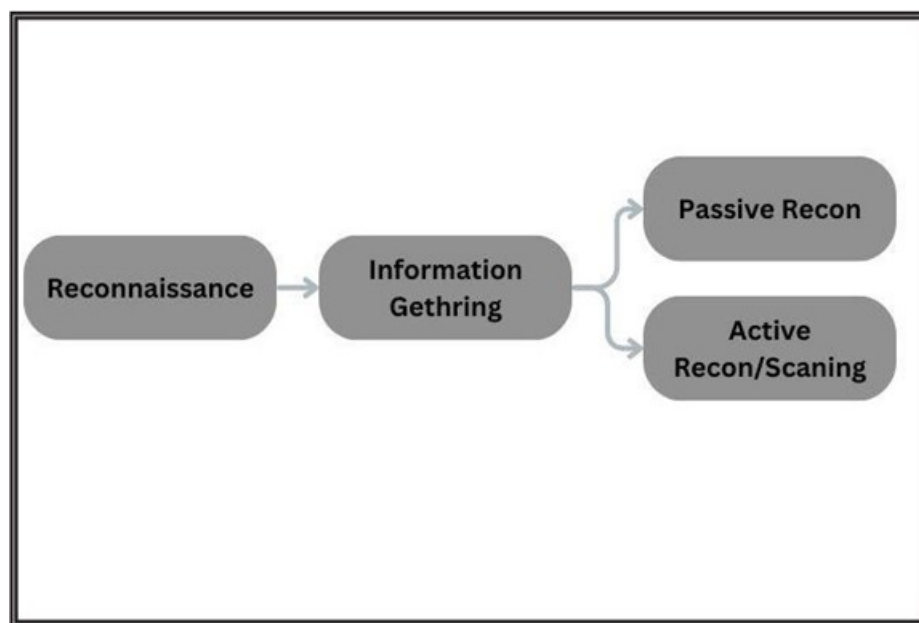 Reconnaissance
Information
Gethring
Passive Recon
Active
Recon/Scaning